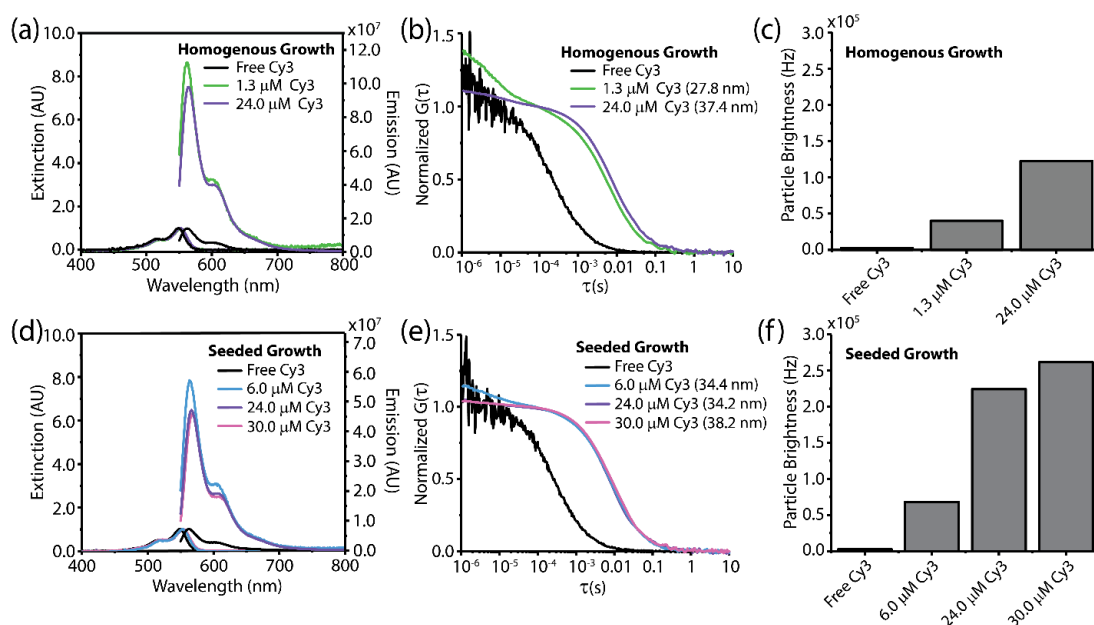 (a)
10.0
8.0
6.0
4.0
2.0
0.0
Extinction (AU)
x10⁷
12
10
8
6
4
2
0
Emission (AU)
Homogenous Growth
Free Cy3
1.3 μM Cy3
24.0 μM Cy3
400 500 600 700 800
Wavelength (nm)
(b)
1.5
1.0
0.5
0
Normalized G(τ)
Homogenous Growth
Free Cy3
1.3 μM Cy3 (27.8 nm)
24.0 μM Cy3 (37.4 nm)
10⁻⁶ 10⁻⁵ 10⁻⁴ 10⁻³ 0.01 0.1 1 10
τ(s)
(c)
x10⁵
3.0
2.5
2.0
1.5
1.0
0.5
0.0
Particle Brightness (Hz)
Homogenous Growth
Free Cy3
1.3 μM Cy3
24.0 μM Cy3
(d)
10.0
8.0
6.0
4.0
2.0
0.0
Extinction (AU)
x10⁷
7.0
6.0
5.0
4.0
3.0
2.0
1.0
0.0
Emission (AU)
Seeded Growth
Free Cy3
6.0 μM Cy3
24.0 μM Cy3
30.0 μM Cy3
400 500 600 700 800
Wavelength (nm)
(e)
1.5
1.0
0.5
0
Normalized G(τ)
Seeded Growth
Free Cy3
6.0 μM Cy3 (34.4 nm)
24.0 μM Cy3 (34.2 nm)
30.0 μM Cy3 (38.2 nm)
10⁻⁶ 10⁻⁵ 10⁻⁴ 10⁻³ 0.01 0.1 1 10
τ(s)
(f)
x10⁵
3.0
2.5
2.0
1.5
1.0
0.5
0.0
Particle Brightness (Hz)
Seeded Growth
Free Cy3
6.0 μM Cy3
24.0 μM Cy3
30.0 μM Cy3